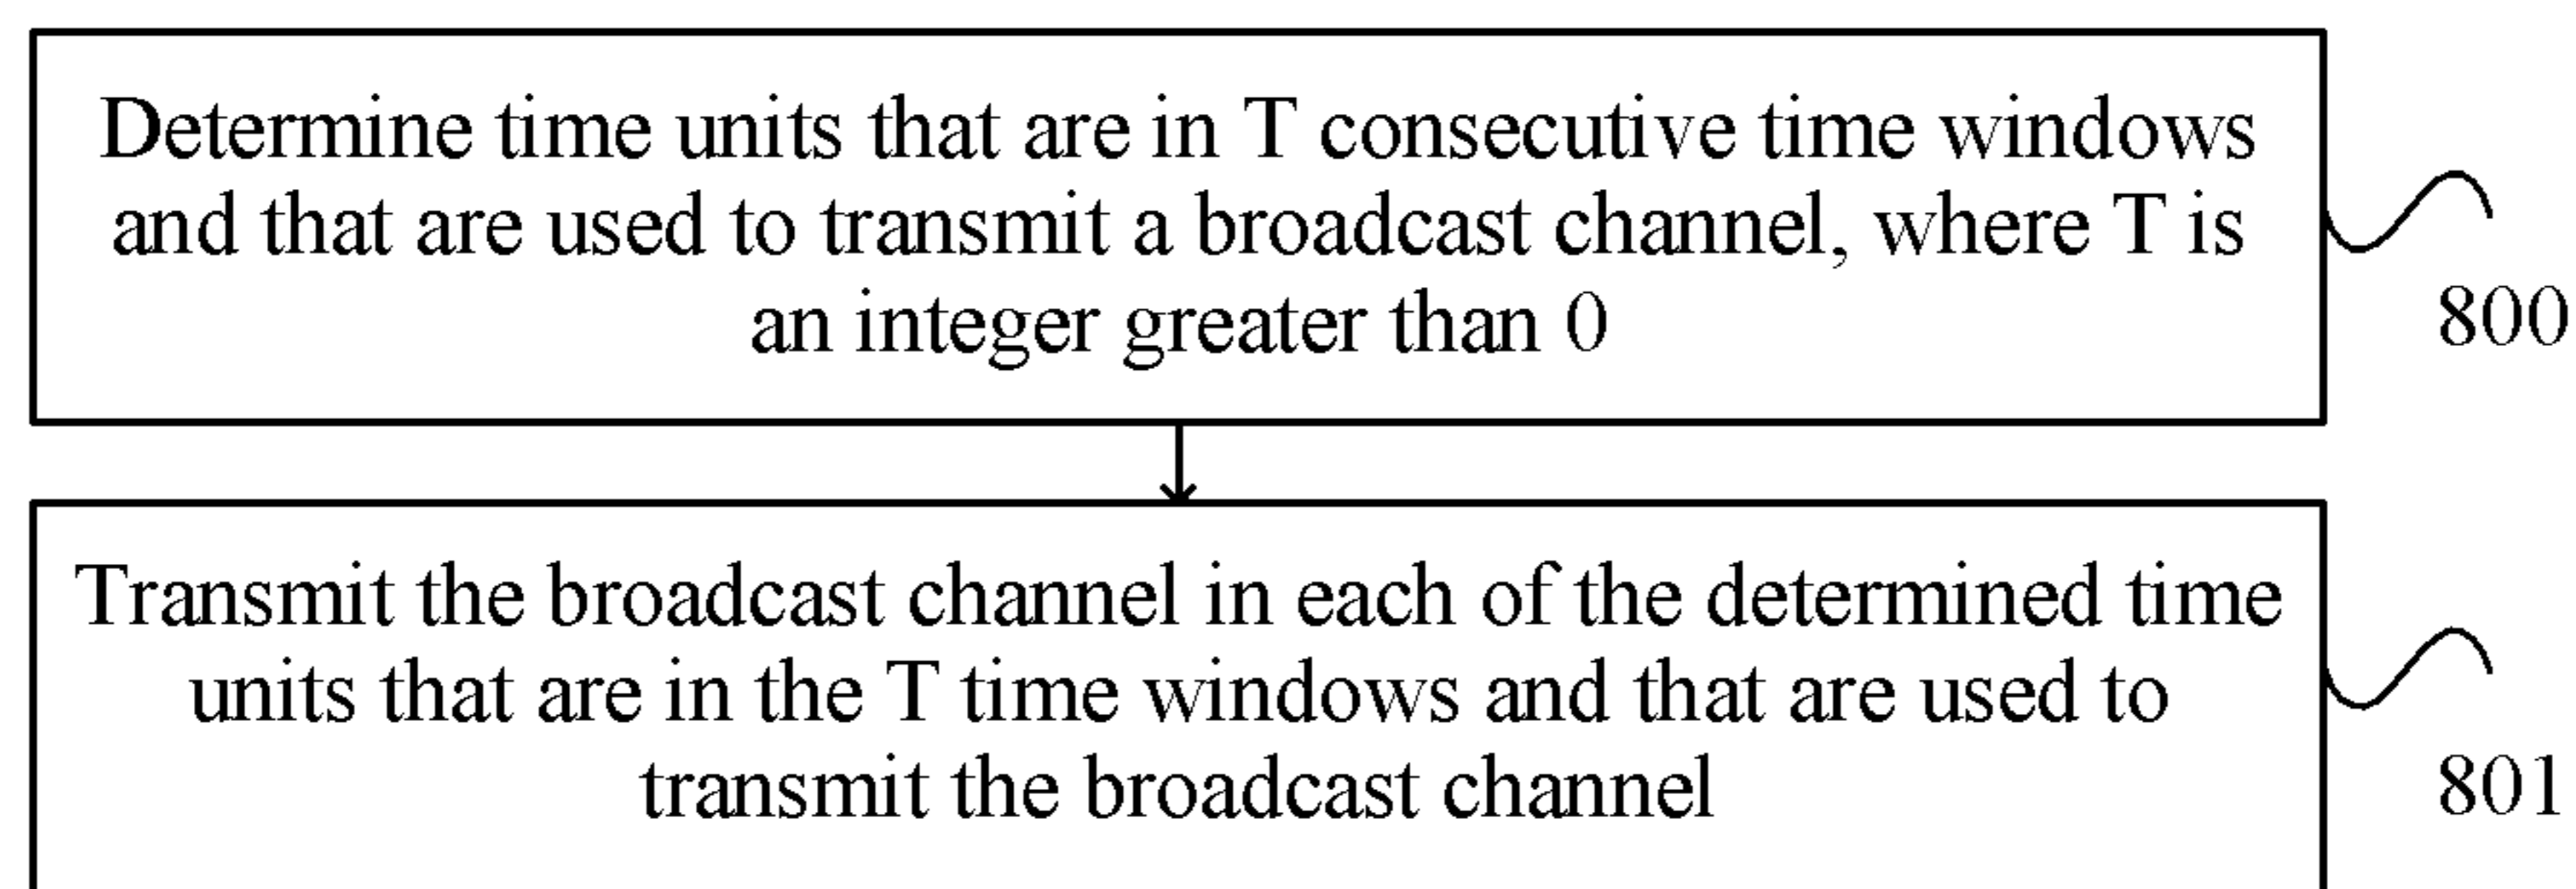 Determine time units that are in T consecutive time windows
and that are used to transmit a broadcast channel, where T is
an integer greater than 0
800
Transmit the broadcast channel in each of the determined time
units that are in the T time windows and that are used to
transmit the broadcast channel
801